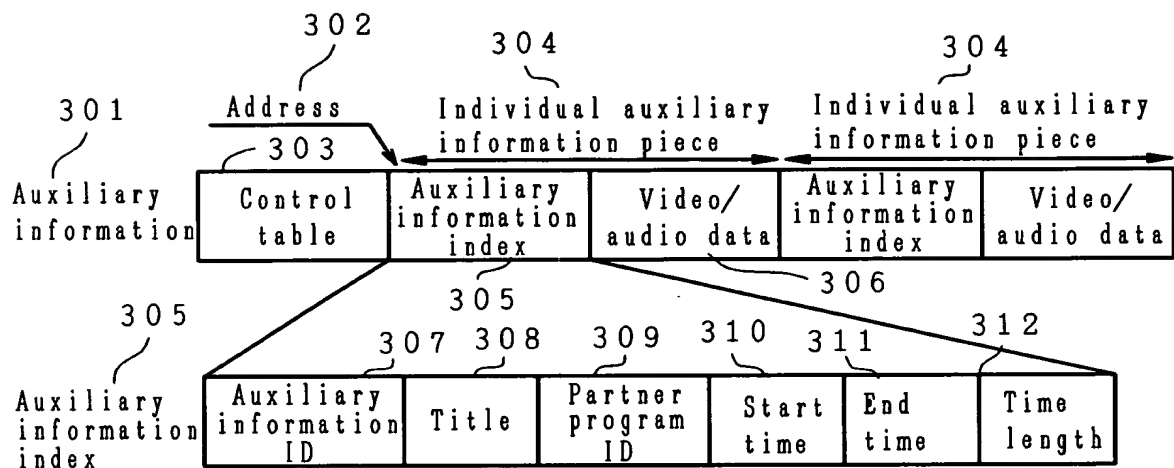 302
304
304
301
Address
Individual auxiliary
information piece
Individual auxiliary
information piece
303
Auxiliary
information
Control
table
Auxiliary
information
index
Video/
audio data
Auxiliary
information
index
Video/
audio data
305
306
305
307
308
309
310
311
312
Auxiliary
information
index
Auxiliary
information
ID
Title
Partner
program
ID
Start
time
End
time
Time
length